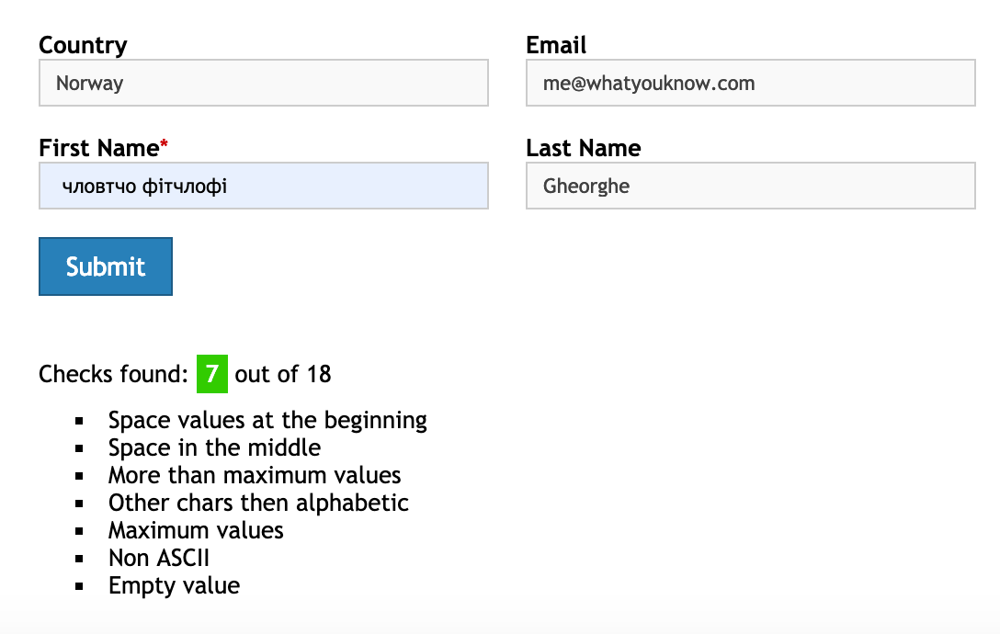 Country
Norway
Email
me@whatyouknow.com
First Name*
човтчо фітчлофі
Last Name
Gheorghe
Submit
Checks found: 7 out of 18
Space values at the beginning
Space in the middle
More than maximum values
Other chars then alphabetic
Maximum values
Non ASCII
Empty value